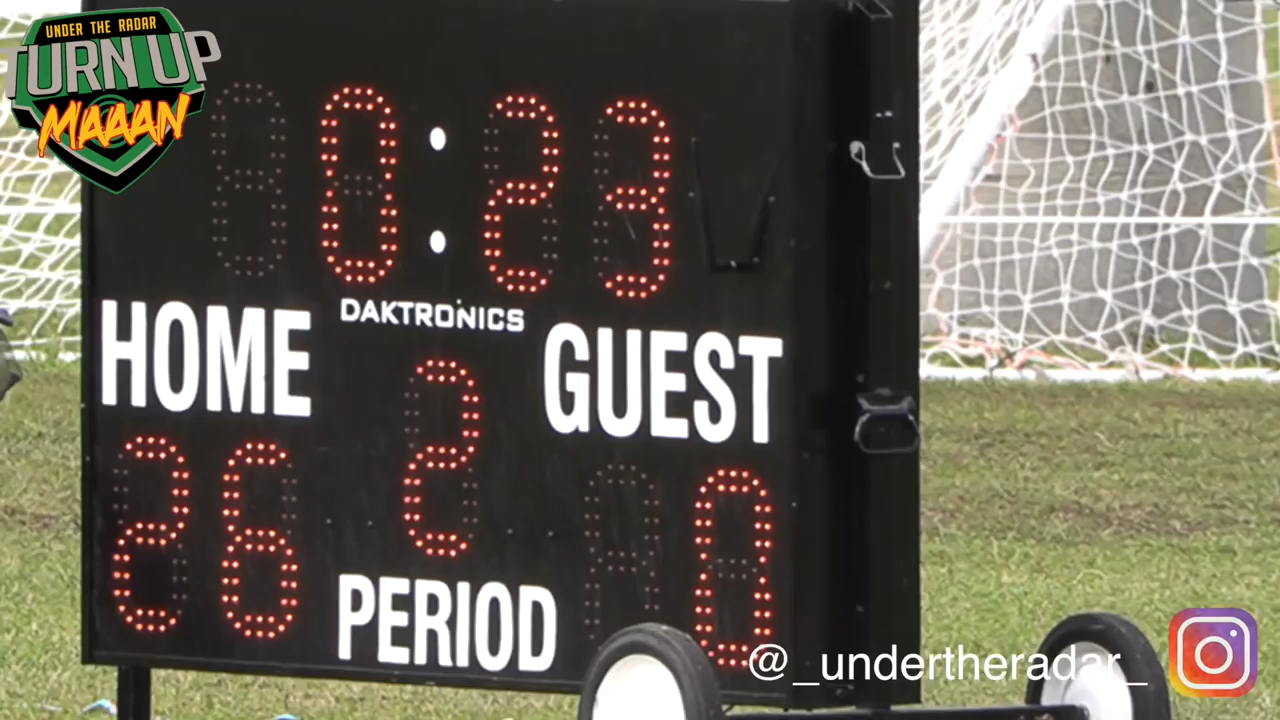 UNDER THE RADAR
TURN UP
MAAAN
0:23
DAKTRONICS
HOME
GUEST
2
26
0
PERIOD
@_undertheradar_